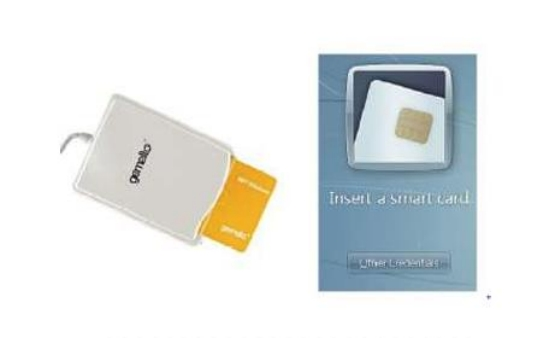 gemalto
gemalto
Insert a smart card
Other Credentials